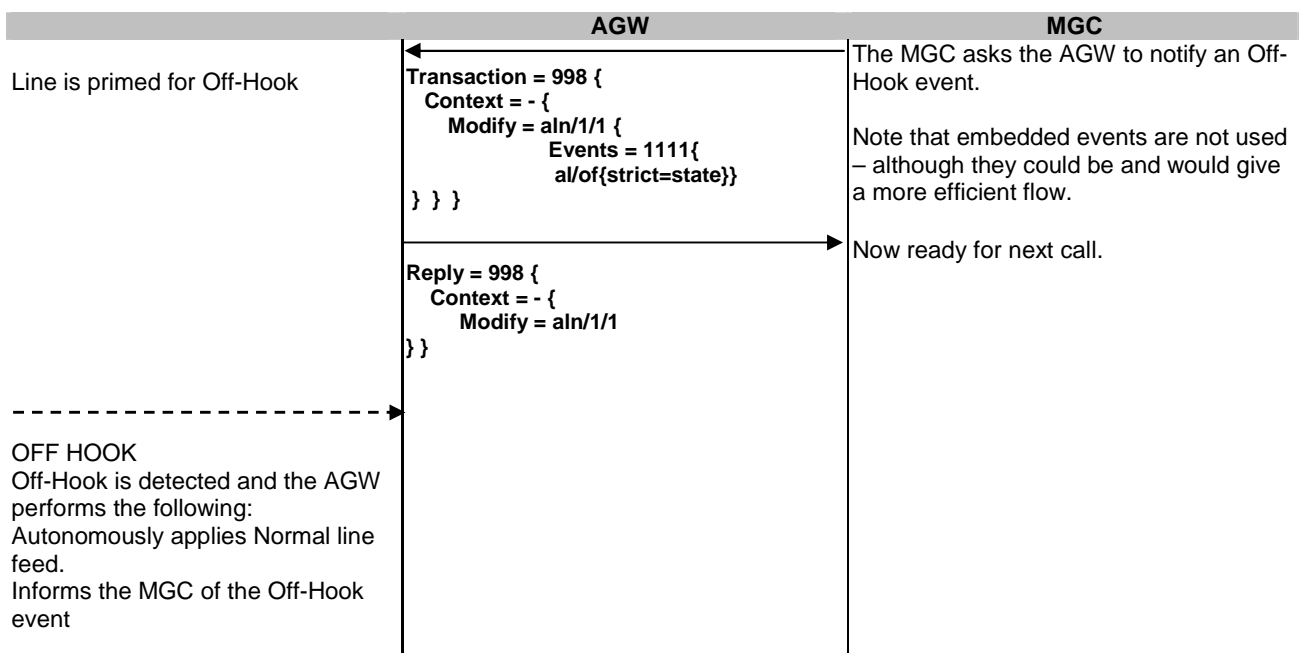 AGW MGC
Line is primed for Off-Hook
Transaction = 998 {
Context = - {
Modify = aln/1/1 {
Events = 1111{
al/of{strict=state}}
} } }
The MGC asks the AGW to notify an Off-
Hook event.
Note that embedded events are not used
– although they could be and would give
a more efficient flow.
Now ready for next call.
Reply = 998 {
Context = - {
Modify = aln/1/1
} }
OFF HOOK
Off-Hook is detected and the AGW
performs the following:
Autonomously applies Normal line
feed.
Informs the MGC of the Off-Hook
event